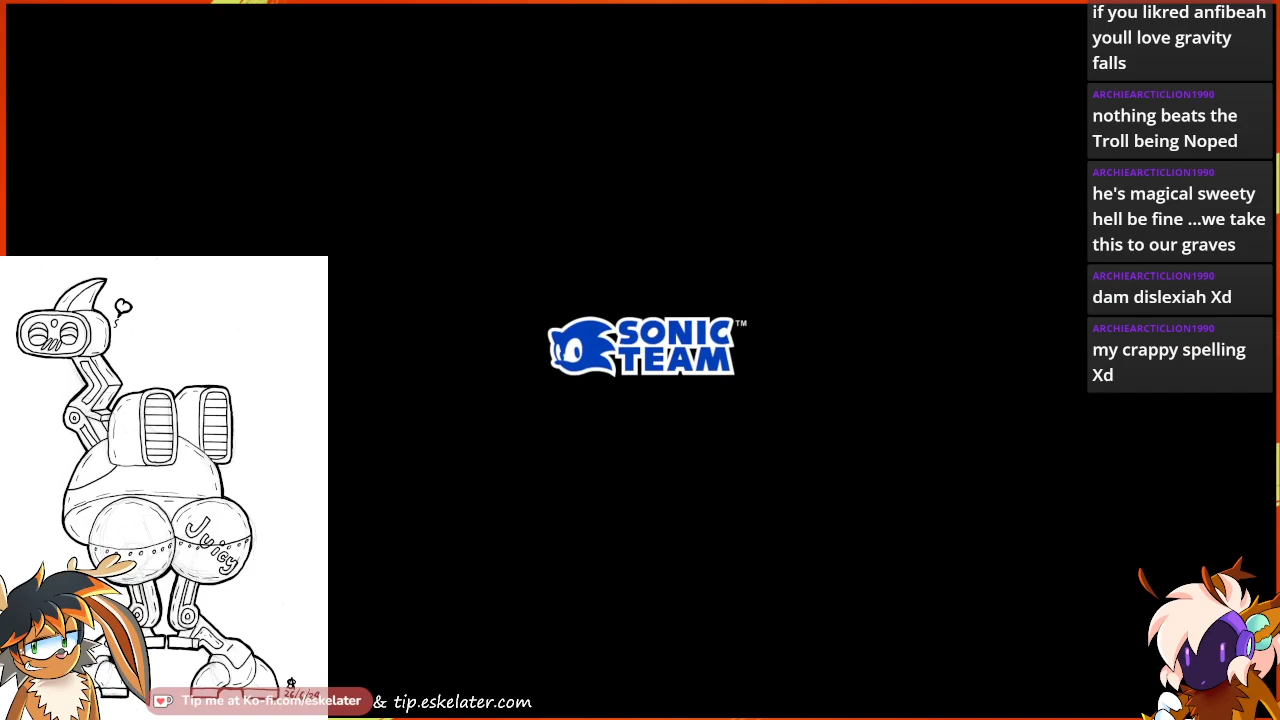 if you likred anfibeah
youll love gravity
falls
ARCHIEARCTICLION1990
nothing beats the
Troll being Noped
ARCHIEARCTICLION1990
he's magical sweety
hell be fine ...we take
this to our graves
ARCHIEARCTICLION1990
dam dislexiah Xd
ARCHIEARCTICLION1990
my crappy spelling
Xd
SONIC
TEAM™
Juicy
Tip me at Ko-fi.com/eskelater & tip.eskelater.com